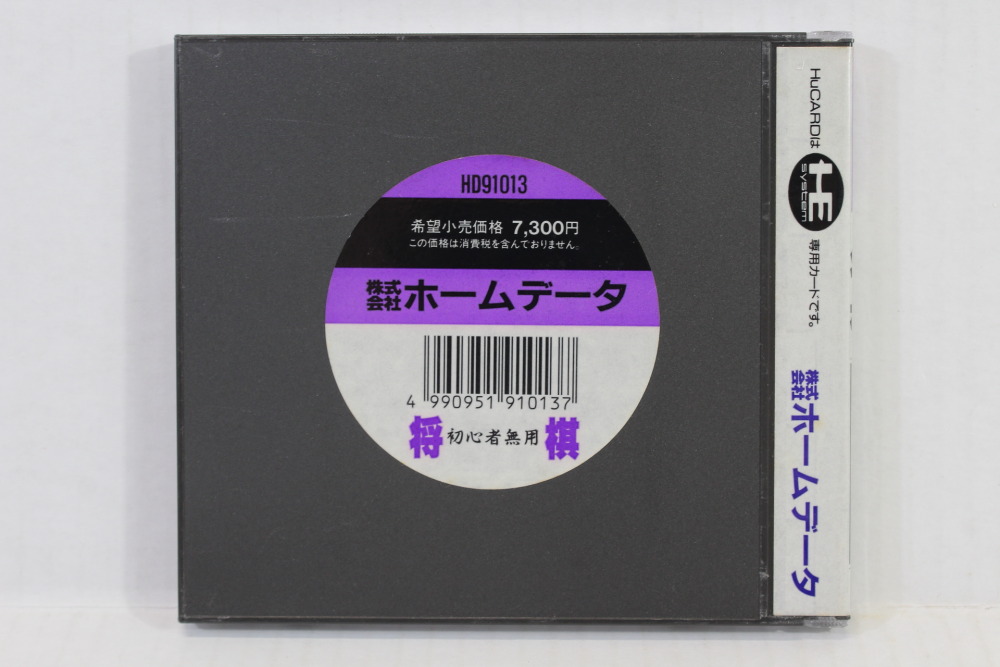 HD91013
希望小売価格 7,300円
この価格は消費税を含んでおりません。
株式会社 ホームデータ
4 990951 910137
将 初心者無用 棋
HuCARDは HE system 専用カードです。
株式会社 ホームデータ